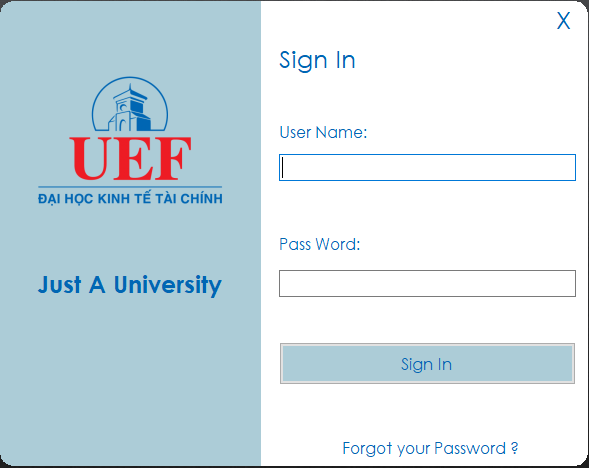 UEF
ĐẠI HỌC KINH TẾ TÀI CHÍNH
Just A University
X
Sign In
User Name:
Pass Word:
Sign In
Forgot your Password ?